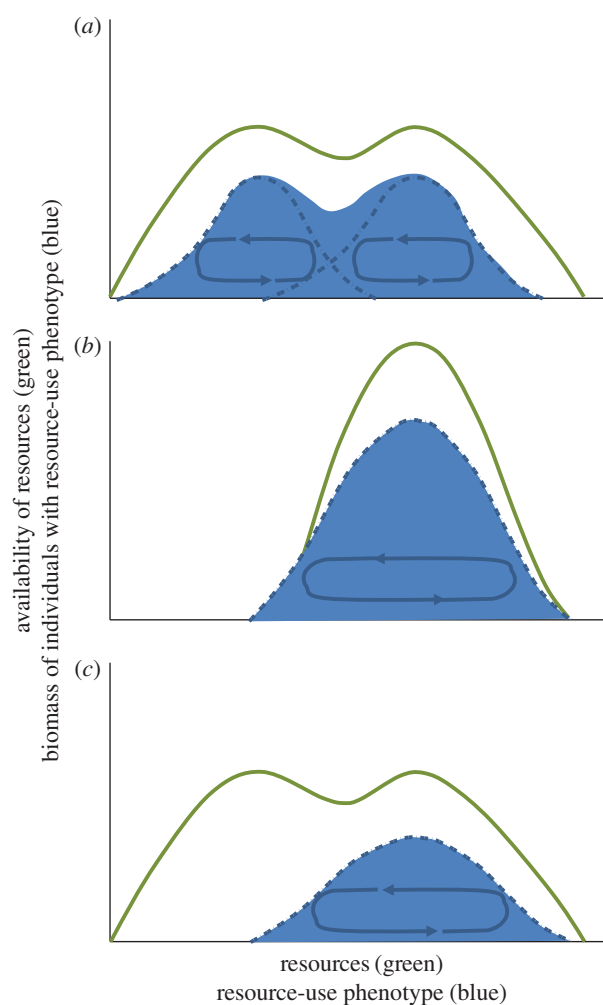 (a)
(b)
(c)
availability of resources (green)
biomass of individuals with resource-use phenotype (blue)
resources (green)
resource-use phenotype (blue)